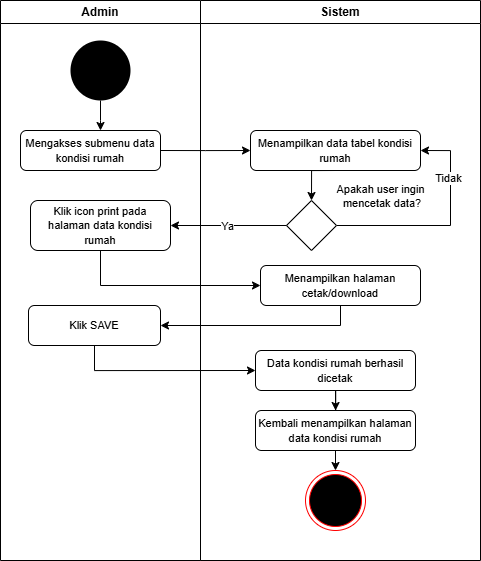 Admin
Sistem
Mengakses submenu data
kondisi rumah
Menampilkan data tabel kondisi
rumah
Tidak
Apakah user ingin
mencetak data?
Klik icon print pada
halaman data kondisi
rumah
Ya
Menampilkan halaman
cetak/download
Klik SAVE
Data kondisi rumah berhasil
dicetak
Kembali menampilkan halaman
data kondisi rumah